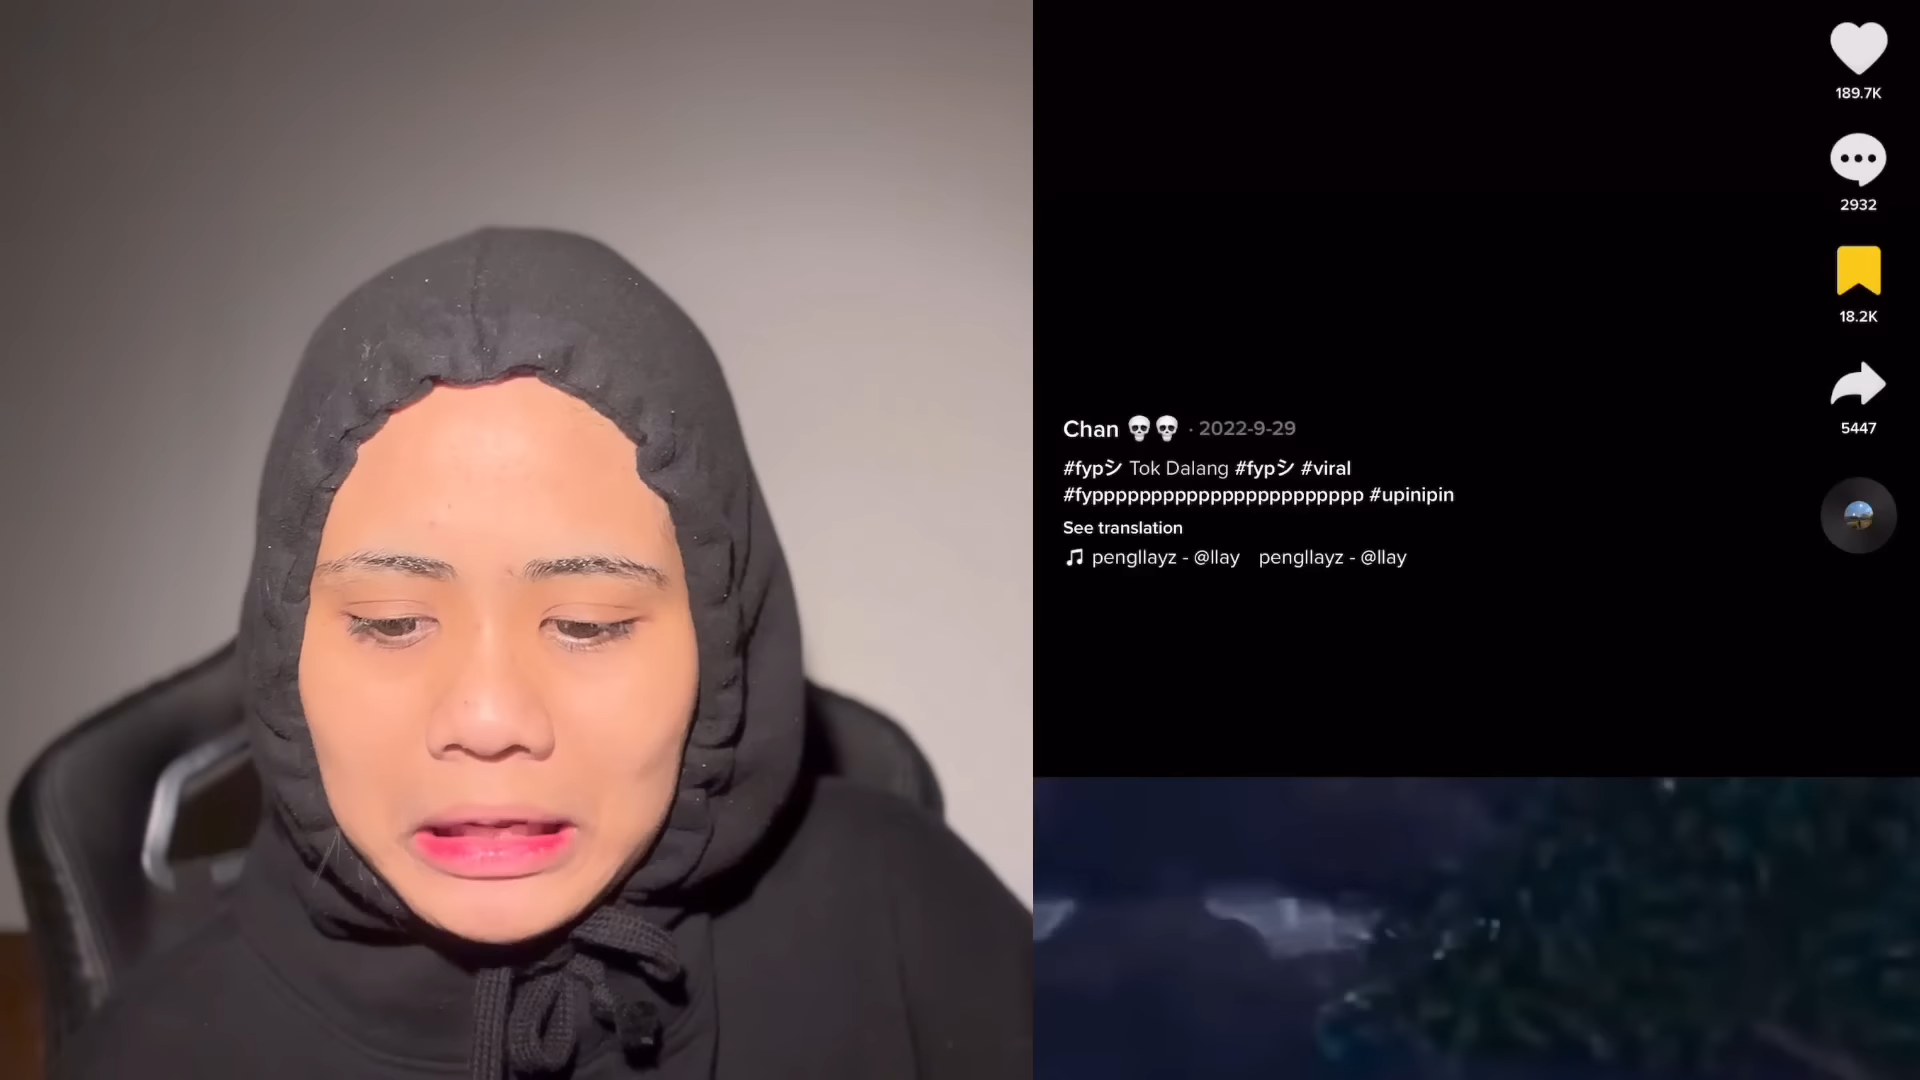 189.7K
2932
18.2K
5447
Chan 💀💀 · 2022-9-29
#fypシ Tok Dalang #fypシ #viral
#fyppppppppppppppppppppppp #upinipin
See translation
pengllayz - @llay pengllayz - @llay